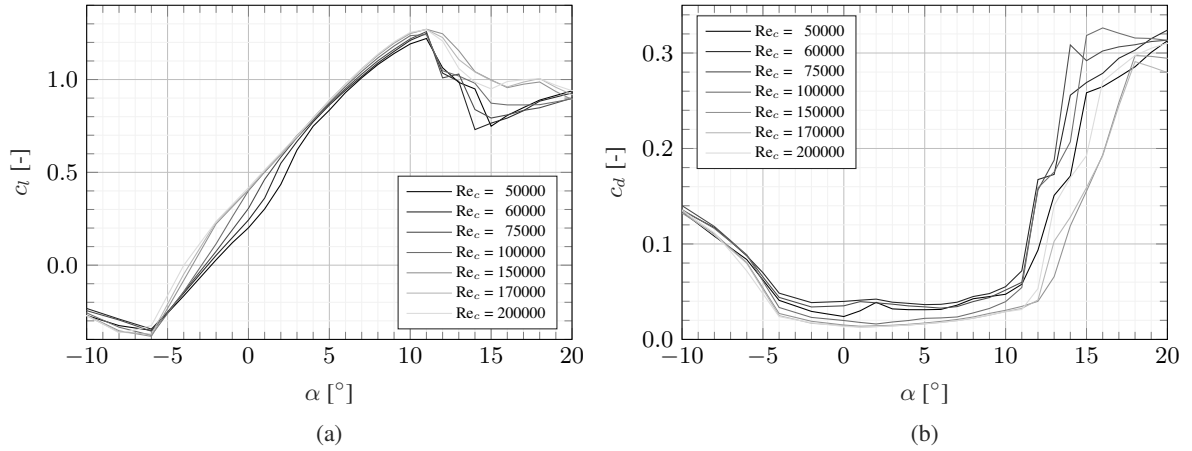 1.0
0.5
0.0
−10 −5 0 5 10 15 20
c_l [-]
α [°]
Re_c = 50000
Re_c = 60000
Re_c = 75000
Re_c = 100000
Re_c = 150000
Re_c = 170000
Re_c = 200000
(a)
0.3
0.2
0.1
0.0
−10 −5 0 5 10 15 20
c_d [-]
α [°]
Re_c = 50000
Re_c = 60000
Re_c = 75000
Re_c = 100000
Re_c = 150000
Re_c = 170000
Re_c = 200000
(b)